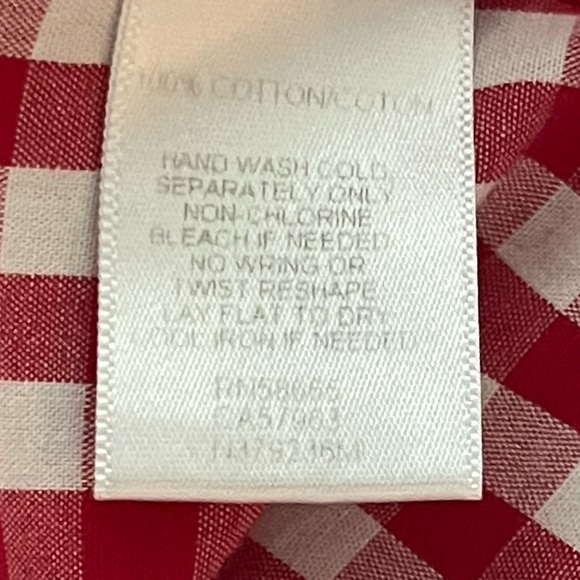 100% COTTON/COTON
HAND WASH COLD
SEPARATELY ONLY
NON-CHLORINE
BLEACH IF NEEDED
NO WRING OR
TWIST RESHAPE
LAY FLAT TO DRY
COOL IRON IF NEEDED
CA57963